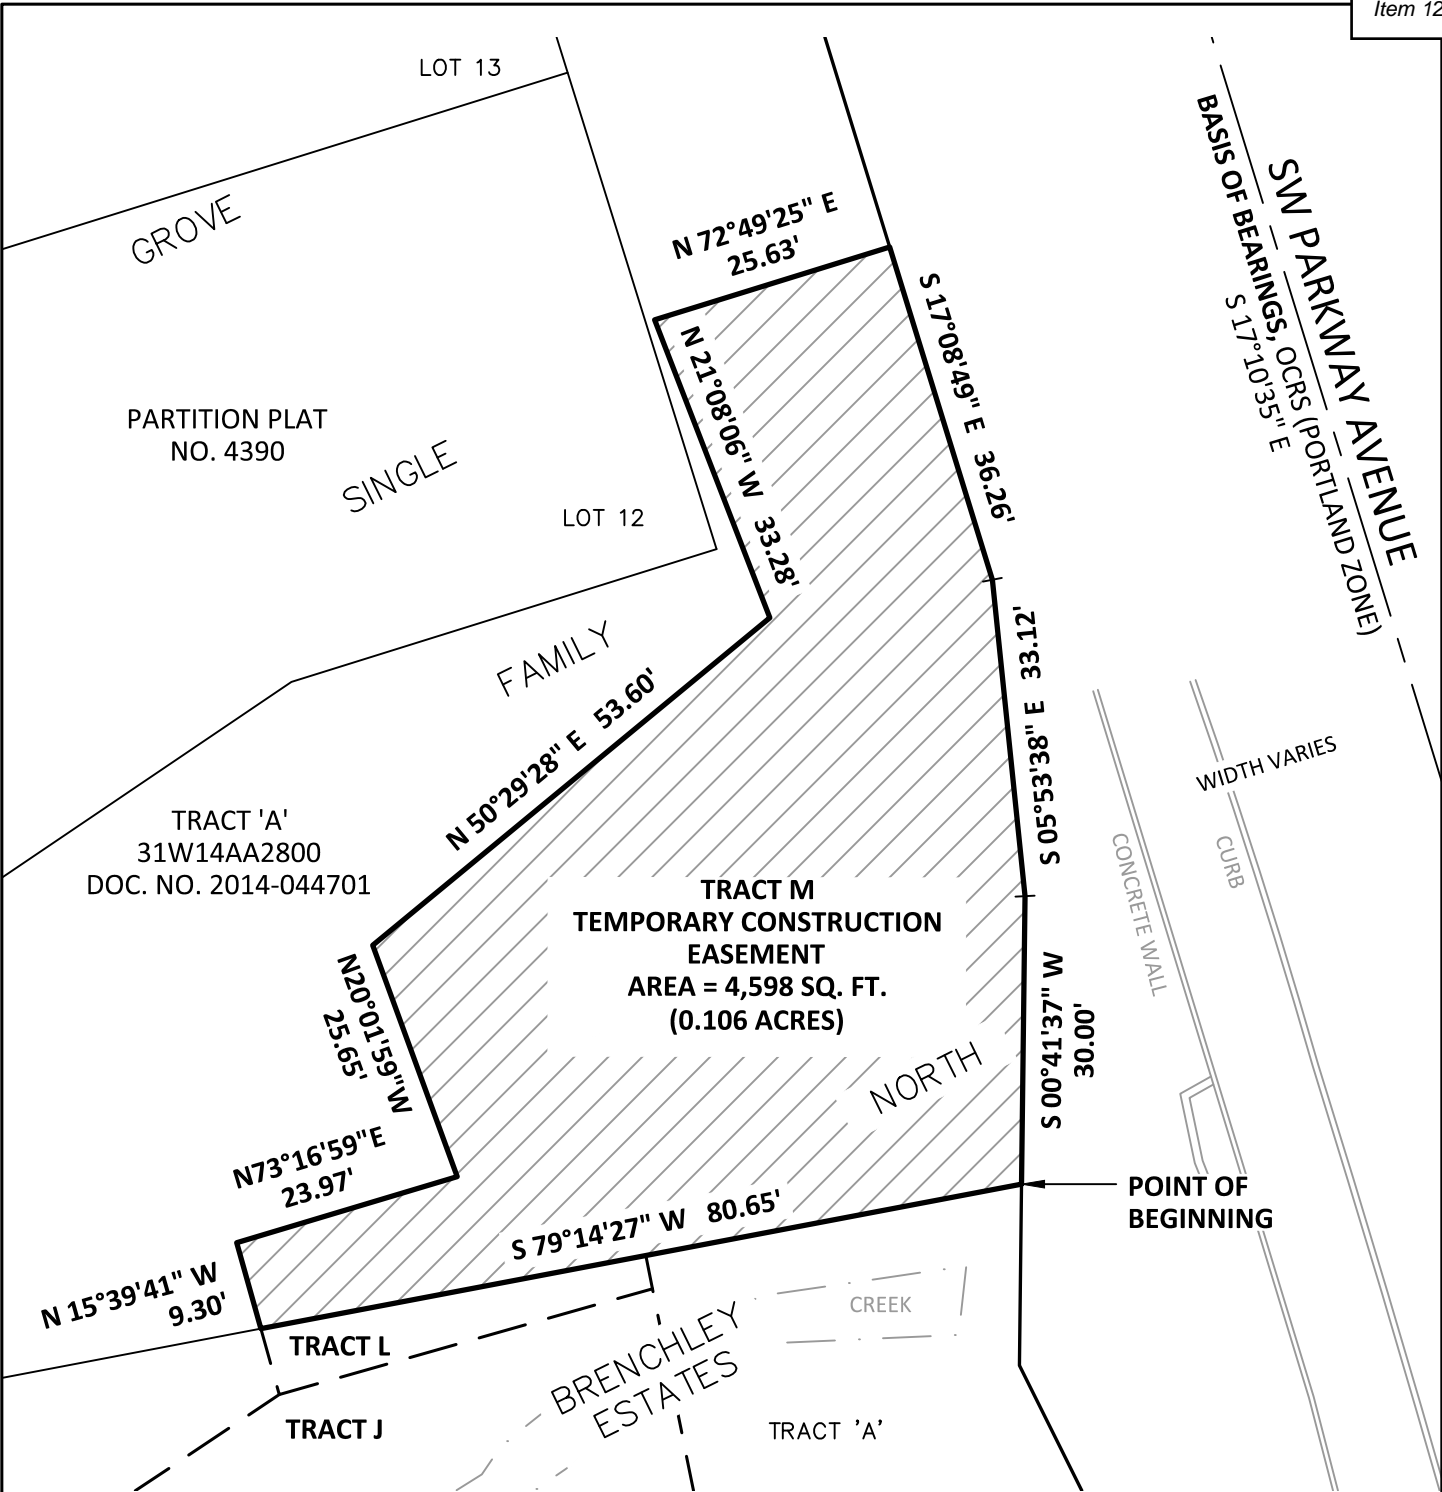 Item 12
LOT 13
GROVE
N 72°49'25" E
25.63'
BASIS OF BEARINGS, OCRS (PORTLAND ZONE)
S 17°10'35" E
SW PARKWAY AVENUE
S 17°08'49" E 36.26'
N 21°08'06" W 33.28'
PARTITION PLAT
NO. 4390
SINGLE
LOT 12
FAMILY
S 05°53'38" E 33.12'
N 50°29'28" E 53.60'
WIDTH VARIES
CURB
CONCRETE WALL
TRACT 'A'
31W14AA2800
DOC. NO. 2014-044701
TRACT M
TEMPORARY CONSTRUCTION
EASEMENT
AREA = 4,598 SQ. FT.
(0.106 ACRES)
N20°01'59"W
25.65'
S 00°41'37" W
30.00'
NORTH
N73°16'59"E
23.97'
POINT OF
BEGINNING
S 79°14'27" W 80.65'
N 15°39'41" W
9.30'
CREEK
TRACT L
BRENCHLEY
ESTATES
TRACT J
TRACT 'A'